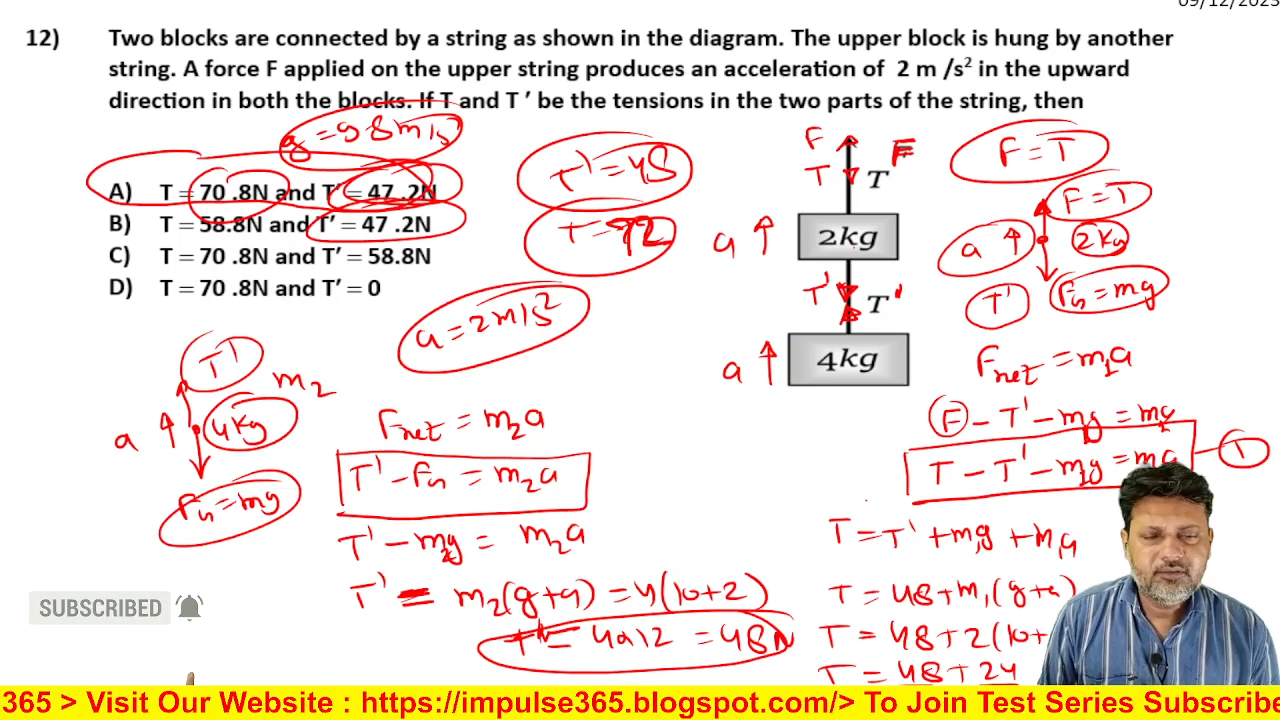 09/12/2023
12) Two blocks are connected by a string as shown in the diagram. The upper block is hung by another
string. A force F applied on the upper string produces an acceleration of 2 m /s² in the upward
direction in both the blocks. If T and T ′ be the tensions in the two parts of the string, then
g = 9.8 m/s²
A) T = 70 .8N and T′ = 47 .2N
B) T = 58.8N and T′ = 47 .2N
C) T = 70 .8N and T′ = 58.8N
D) T = 70 .8N and T′ = 0
T' = 48
T = 72
a = 2 m/s²
F
F
T
T
a
2kg
T'
T'
a
4kg
F = T
F = T
a
2 Kg
T'
Fg = mg
Fnet = m1a
F - T' - m1g = m1a
T - T' - m1g = m1a
T = T' + m1g + m1a
T = 48 + m1(g+a)
T = 48 + 2(10+
T = 48 + 24
T'
m2
a
4Kg
Fg = mg
Fnet = m2a
T' - Fg = m2a
T' - m2g = m2a
T' = m2(g+a) = 4(10+2)
T' = 4×12 = 48N
SUBSCRIBED
365 > Visit Our Website : https://impulse365.blogspot.com/> To Join Test Series Subscribe